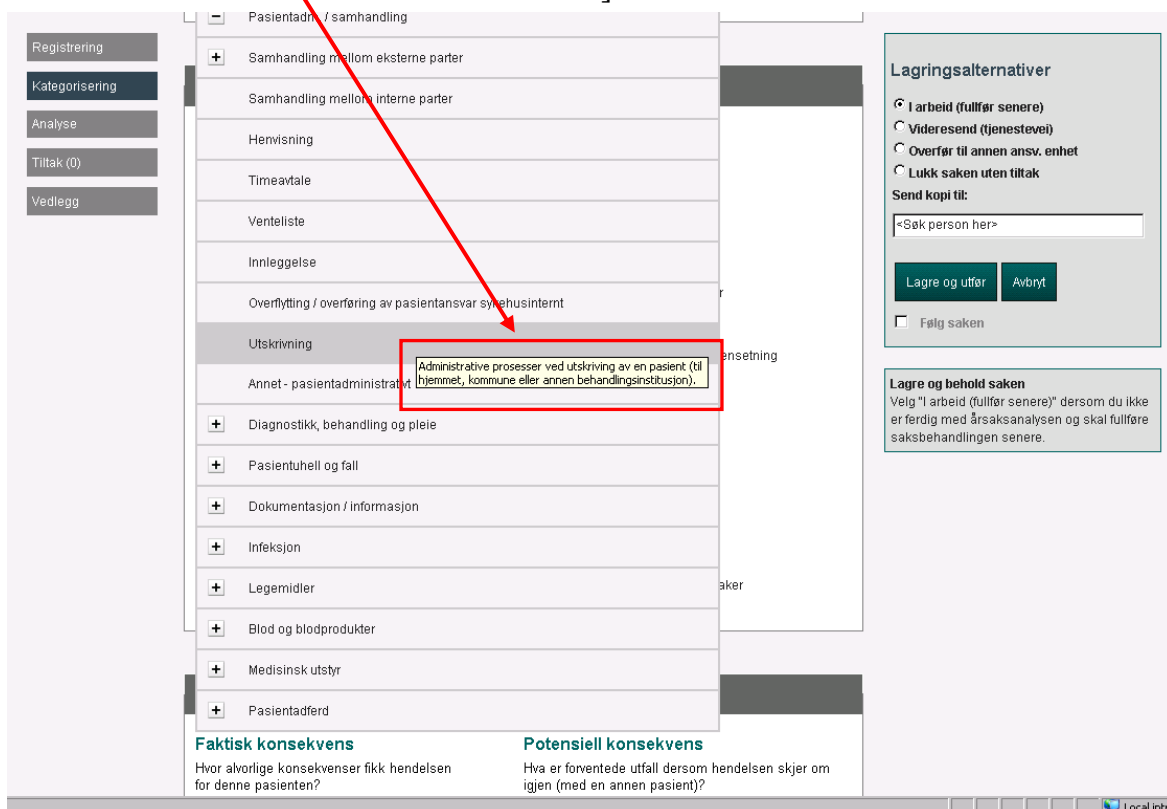 Pasientadm. / samhandling
Samhandling mellom eksterne parter
Samhandling mellom interne parter
Henvisning
Timeavtale
Venteliste
Innleggelse
Overflytting / overføring av pasientansvar sykehusinternt
Utskrivning
Administrative prosesser ved utskriving av en pasient (til
hjemmet, kommune eller annen behandlingsinstitusjon).
Annet - pasientadministrativt
Diagnostikk, behandling og pleie
Pasientuhell og fall
Dokumentasjon / informasjon
Infeksjon
Legemidler
Blod og blodprodukter
Medisinsk utstyr
Pasientadferd
Registrering
Kategorisering
Analyse
Tiltak (0)
Vedlegg
r
ensetning
aker
Faktisk konsekvens
Hvor alvorlige konsekvenser fikk hendelsen
for denne pasienten?
Potensiell konsekvens
Hva er forventede utfall dersom hendelsen skjer om
igjen (med en annen pasient)?
Lagringsalternativer
I arbeid (fullfør senere)
Videresend (tjenestevei)
Overfør til annen ansv. enhet
Lukk saken uten tiltak
Send kopi til:
<Søk person her>
Lagre og utfør
Avbryt
Følg saken
Lagre og behold saken
Velg "I arbeid (fullfør senere)" dersom du ikke
er ferdig med årsaksanalysen og skal fullføre
saksbehandlingen senere.
Local intr